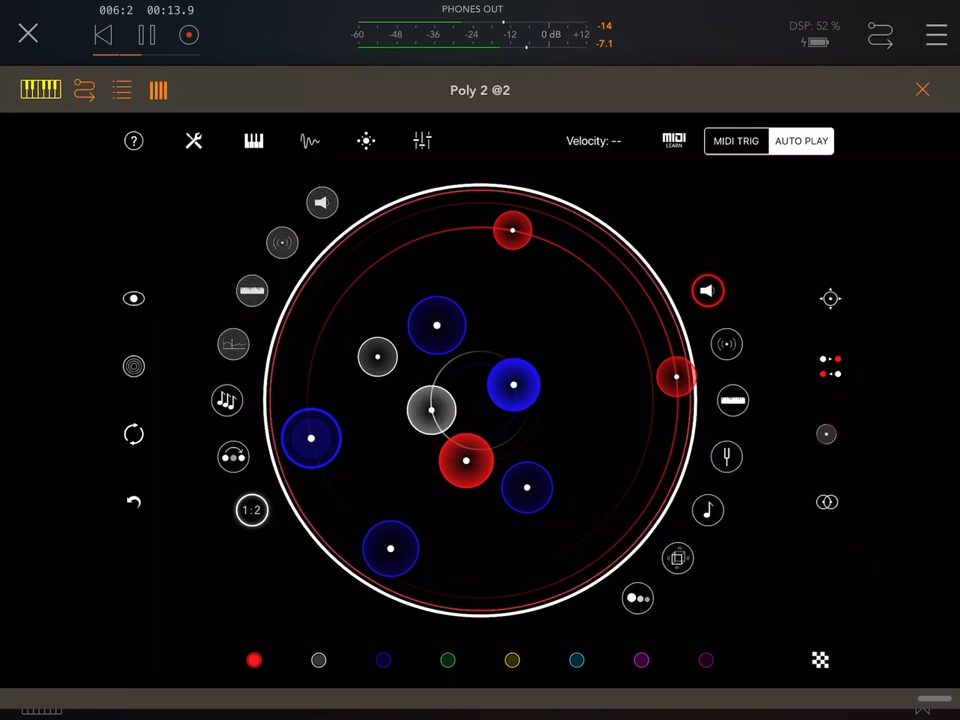 006:2 00:13.9
PHONES OUT
-60 -48 -36 -24 -12 0 dB +12
-14
-7.1
DSP: 52 %
Poly 2 @2
?
Velocity: --
MIDI
LEARN
MIDI TRIG
AUTO PLAY
1:2